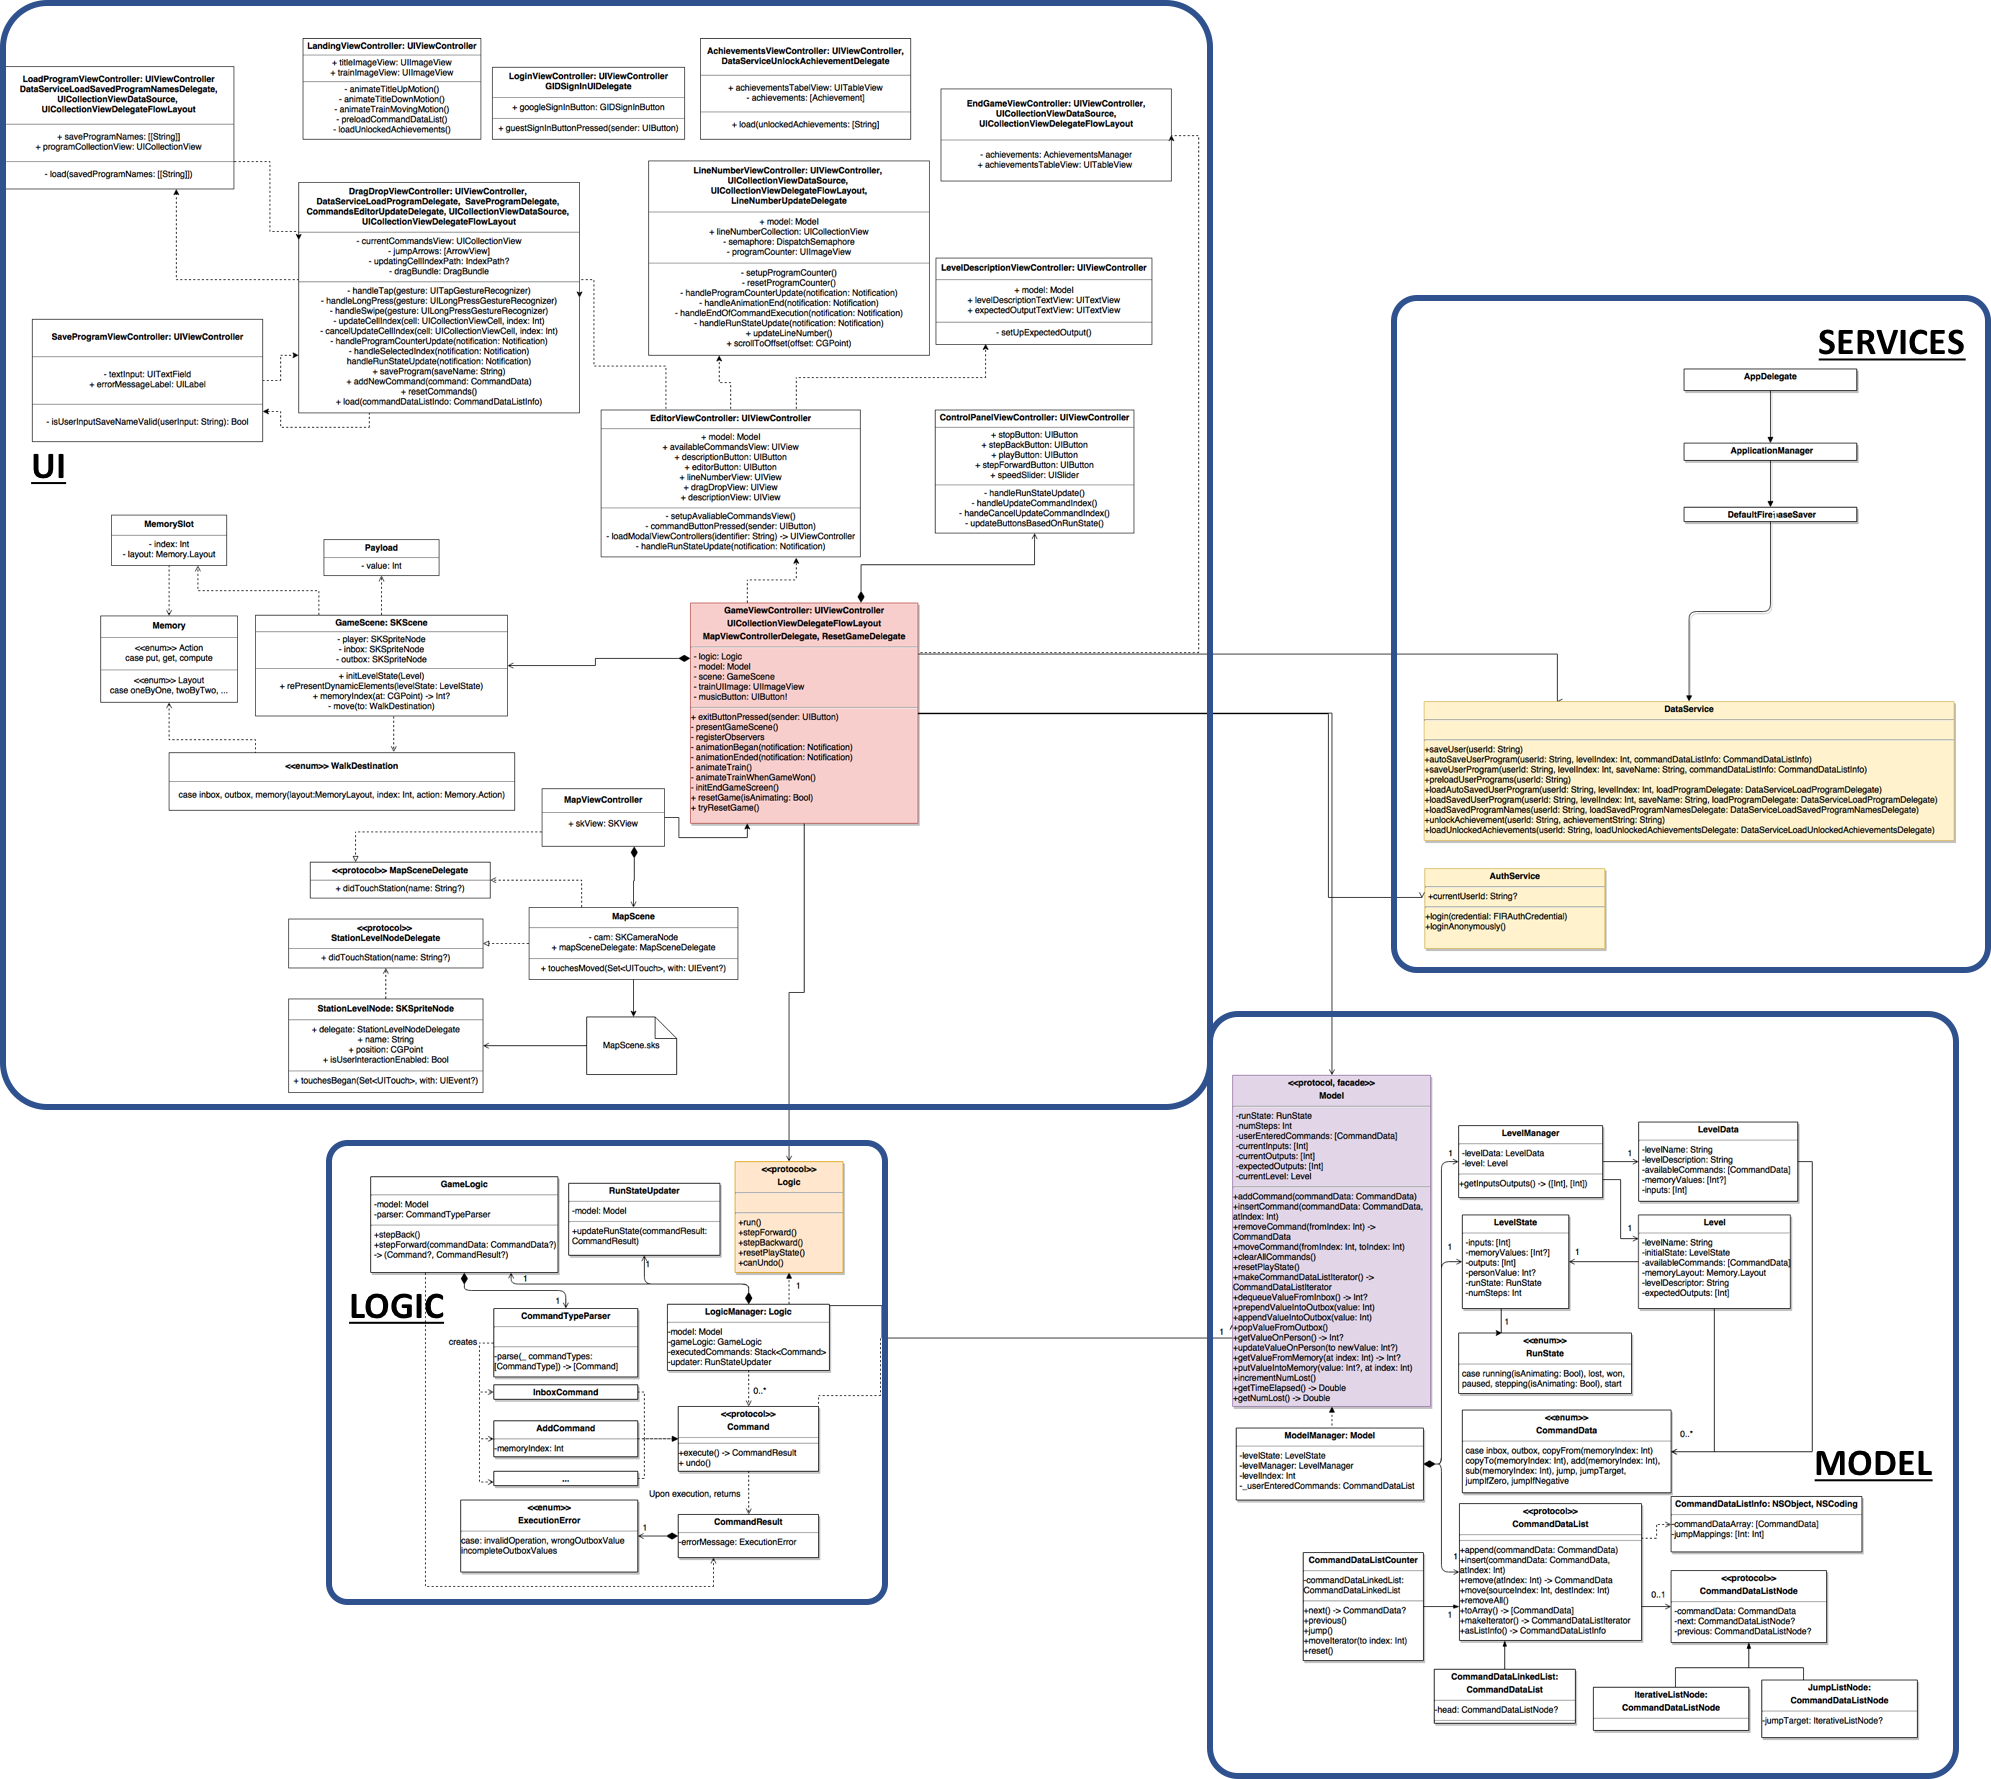 LandingViewController: UIViewController
+ titleImageView: UIImageView
+ trainImageView: UIImageView
- animateTitleUpMotion()
- animateTitleDownMotion()
- animateTrainMovingMotion()
- preloadCommandDataList()
- loadUnlockedAchievements()
LoginViewController: UIViewController
GIDSignInUIDelegate
+ googleSignInButton: GIDSignInButton
+ guestSignInButtonPressed(sender: UIButton)
AchievementsViewController: UIViewController,
DataServiceUnlockAchievementDelegate
+ achievementsTabelView: UITableView
- achievements: [Achievement]
+ load(unlockedAchievements: [String]
EndGameViewController: UIViewController,
UICollectionViewDataSource,
UICollectionViewDelegateFlowLayout
- achievements: AchievementsManager
+ achievementsTableView: UITableView
LoadProgramViewController: UIViewController
DataServiceLoadSavedProgramNamesDelegate,
UICollectionViewDataSource,
UICollectionViewDelegateFlowLayout
+ saveProgramNames: [[String]]
+ programCollectionView: UICollectionView
- load(savedProgramNames: [[String]])
DragDropViewController: UIViewController,
DataServiceLoadProgramDelegate, SaveProgramDelegate,
CommandsEditorUpdateDelegate, UICollectionViewDataSource,
UICollectionViewDelegateFlowLayout
- currentCommandsView: UICollectionView
- jumpArrows: [ArrowView]
- updatingCellIndexPath: IndexPath?
- dragBundle: DragBundle
- handleTap(gesture: UITapGestureRecognizer)
- handleLongPress(gesture: UILongPressGestureRecognizer)
- handleSwipe(gesture: UILongPressGestureRecognizer)
- updateCellIndex(cell: UICollectionViewCell, index: Int)
- cancelUpdateCellIndex(cell: UICollectionViewCell, index: Int)
- handleProgramCounterUpdate(notification: Notification)
- handleSelectedIndex(notification: Notification)
handleRunStateUpdate(notification: Notification)
+ saveProgram(saveName: String)
+ addNewCommand(command: CommandData)
+ resetCommands()
+ load(commandDataListIndo: CommandDataListInfo)
LineNumberViewController: UIViewController,
UICollectionViewDataSource,
UICollectionViewDelegateFlowLayout,
LineNumberUpdateDelegate
+ model: Model
+ lineNumberCollection: UICollectionView
- semaphore: DispatchSemaphore
- programCounter: UIImageView
- setupProgramCounter()
- resetProgramCounter()
- handleProgramCounterUpdate(notification: Notification)
- handleAnimationEnd(notification: Notification)
- handleEndOfCommandExecution(notification: Notification)
- handleRunStateUpdate(notification: Notification)
+ updateLineNumber()
+ scrollToOffset(offset: CGPoint)
LevelDescriptionViewController: UIViewController
+ model: Model
+ levelDescriptionTextView: UITextView
+ expectedOutputTextView: UITextView
- setUpExpectedOutput()
SaveProgramViewController: UIViewController
- textInput: UITextField
+ errorMessageLabel: UILabel
- isUserInputSaveNameValid(userInput: String): Bool
UI
EditorViewController: UIViewController
+ model: Model
+ availableCommandsView: UIView
+ descriptionButton: UIButton
+ editorButton: UIButton
+ lineNumberView: UIView
+ dragDropView: UIView
+ descriptionView: UIView
- setupAvaliableCommandsView()
- commandButtonPressed(sender: UIButton)
- loadModalViewControllers(identifier: String) -> UIViewController
- handleRunStateUpdate(notification: Notification)
ControlPanelViewController: UIViewController
+ stopButton: UIButton
+ stepBackButton: UIButton
+ playButton: UIButton
+ stepForwardButton: UIButton
+ speedSlider: UISlider
- handleRunStateUpdate()
- handleUpdateCommandIndex()
- handeCancelUpdateCommandIndex()
- updateButtonsBasedOnRunState()
MemorySlot
- index: Int
- layout: Memory.Layout
Payload
- value: Int
Memory
<<enum>> Action
case put, get, compute
<<enum>> Layout
case oneByOne, twoByTwo, ...
GameScene: SKScene
- player: SKSpriteNode
- inbox: SKSpriteNode
- outbox: SKSpriteNode
+ initLevelState(Level)
+ rePresentDynamicElements(levelState: LevelState)
+ memoryIndex(at: CGPoint) -> Int?
- move(to: WalkDestination)
<<enum>> WalkDestination
case inbox, outbox, memory(layout:MemoryLayout, index: Int, action: Memory.Action)
GameViewController: UIViewController
UICollectionViewDelegateFlowLayout
MapViewControllerDelegate, ResetGameDelegate
- logic: Logic
- model: Model
- scene: GameScene
- trainUIImage: UIImageView
- musicButton: UIButton!
+ exitButtonPressed(sender: UIButton)
- presentGameScene()
- registerObservers
- animationBegan(notification: Notification)
- animationEnded(notification: Notification)
- animateTrain()
- animateTrainWhenGameWon()
- initEndGameScreen()
+ resetGame(isAnimating: Bool)
+ tryResetGame()
MapViewController
+ skView: SKView
<<protocol>> MapSceneDelegate
+ didTouchStation(name: String?)
MapScene
- cam: SKCameraNode
+ mapSceneDelegate: MapSceneDelegate
+ touchesMoved(Set<UITouch>, with: UIEvent?)
<<protocol>>
StationLevelNodeDelegate
+ didTouchStation(name: String?)
StationLevelNode: SKSpriteNode
+ delegate: StationLevelNodeDelegate
+ name: String
+ position: CGPoint
+ isUserInteractionEnabled: Bool
+ touchesBegan(Set<UITouch>, with: UIEvent?)
MapScene.sks
SERVICES
AppDelegate
ApplicationManager
DefaultFirebaseSaver
DataService
+saveUser(userId: String)
+autoSaveUserProgram(userId: String, levelIndex: Int, commandDataListInfo: CommandDataListInfo)
+saveUserProgram(userId: String, levelIndex: Int, saveName: String, commandDataListInfo: CommandDataListInfo)
+preloadUserPrograms(userId: String)
+loadAutoSavedUserProgram(userId: String, levelIndex: Int, loadProgramDelegate: DataServiceLoadProgramDelegate)
+loadSavedUserProgram(userId: String, levelIndex: Int, saveName: String, loadProgramDelegate: DataServiceLoadProgramDelegate)
+loadSavedProgramNames(userId: String, loadSavedProgramNamesDelegate: DataServiceLoadSavedProgramNamesDelegate)
+unlockAchievement(userId: String, achievementString: String)
+loadUnlockedAchievements(userId: String, loadUnlockedAchievementsDelegate: DataServiceLoadUnlockedAchievementsDelegate)
AuthService
+currentUserId: String?
+login(credential: FIRAuthCredential)
+loginAnonymously()
LOGIC
GameLogic
-model: Model
-parser: CommandTypeParser
+stepBack()
+stepForward(commandData: CommandData?)
-> (Command?, CommandResult?)
RunStateUpdater
-model: Model
+updateRunState(commandResult:
CommandResult)
<<protocol>>
Logic
+run()
+stepForward()
+stepBackward()
+resetPlayState()
+canUndo()
1
1
1
1
CommandTypeParser
-parse(_ commandTypes:
[CommandType]) -> [Command]
creates
LogicManager: Logic
-model: Model
-gameLogic: GameLogic
-executedCommands: Stack<Command>
-updater: RunStateUpdater
0..*
InboxCommand
AddCommand
-memoryIndex: Int
...
<<protocol>>
Command
+execute() -> CommandResult
+ undo()
Upon execution, returns
<<enum>>
ExecutionError
case: invalidOperation, wrongOutboxValue
incompleteOutboxValues
1
CommandResult
-errorMessage: ExecutionError
1
<<protocol, facade>>
Model
-runState: RunState
-numSteps: Int
-userEnteredCommands: [CommandData]
-currentInputs: [Int]
-currentOutputs: [Int]
-expectedOutputs: [Int]
-currentLevel: Level
+addCommand(commandData: CommandData)
+insertCommand(commandData: CommandData,
atIndex: Int)
+removeCommand(fromIndex: Int) ->
CommandData
+moveCommand(fromIndex: Int, toIndex: Int)
+clearAllCommands()
+resetPlayState()
+makeCommandDataListIterator() ->
CommandDataListIterator
+dequeueValueFromInbox() -> Int?
+prependValueIntoOutbox(value: Int)
+appendValueIntoOutbox(value: Int)
+popValueFromOutbox()
+getValueOnPerson() -> Int?
+updateValueOnPerson(to newValue: Int?)
+getValueFromMemory(at index: Int) -> Int?
+putValueIntoMemory(value: Int?, at index: Int)
+incrementNumLost()
+getTimeElapsed() -> Double
+getNumLost() -> Double
ModelManager: Model
-levelState: LevelState
-levelManager: LevelManager
-levelIndex: Int
-_userEnteredCommands: CommandDataList
LevelManager
-levelData: LevelData
-level: Level
+getInputsOutputs() -> ([Int], [Int])
1
1
LevelData
-levelName: String
-levelDescription: String
-availableCommands: [CommandData]
-memoryValues: [Int?]
-inputs: [Int]
LevelState
-inputs: [Int]
-memoryValues: [Int?]
-outputs: [Int]
-personValue: Int?
-runState: RunState
-numSteps: Int
1
1
1
1
Level
-levelName: String
-initialState: LevelState
-availableCommands: [CommandData]
-memoryLayout: Memory.Layout
-levelDescriptor: String
-expectedOutputs: [Int]
<<enum>>
RunState
case running(isAnimating: Bool), lost, won,
paused, stepping(isAnimating: Bool), start
<<enum>>
CommandData
case inbox, outbox, copyFrom(memoryIndex: Int)
copyTo(memoryIndex: Int), add(memoryIndex: Int),
sub(memoryIndex: Int), jump, jumpTarget,
jumpIfZero, jumpIfNegative
0..*
MODEL
<<protocol>>
CommandDataList
+append(commandData: CommandData)
+insert(commandData: CommandData,
atIndex: Int)
+remove(atIndex: Int) -> CommandData
+move(sourceIndex: Int, destIndex: Int)
+removeAll()
+toArray() -> [CommandData]
+makeIterator() -> CommandDataListIterator
+asListInfo() -> CommandDataListInfo
1
1
CommandDataListInfo: NSObject, NSCoding
-commandDataArray: [CommandData]
-jumpMappings: [Int: Int]
CommandDataListCounter
-commandDataLinkedList:
CommandDataLinkedList
+next() -> CommandData?
+previous()
+jump()
+moveIterator(to index: Int)
+reset()
0..1
<<protocol>>
CommandDataListNode
-commandData: CommandData
-next: CommandDataListNode?
-previous: CommandDataListNode?
CommandDataLinkedList:
CommandDataList
-head: CommandDataListNode?
IterativeListNode:
CommandDataListNode
JumpListNode:
CommandDataListNode
-jumpTarget: IterativeListNode?